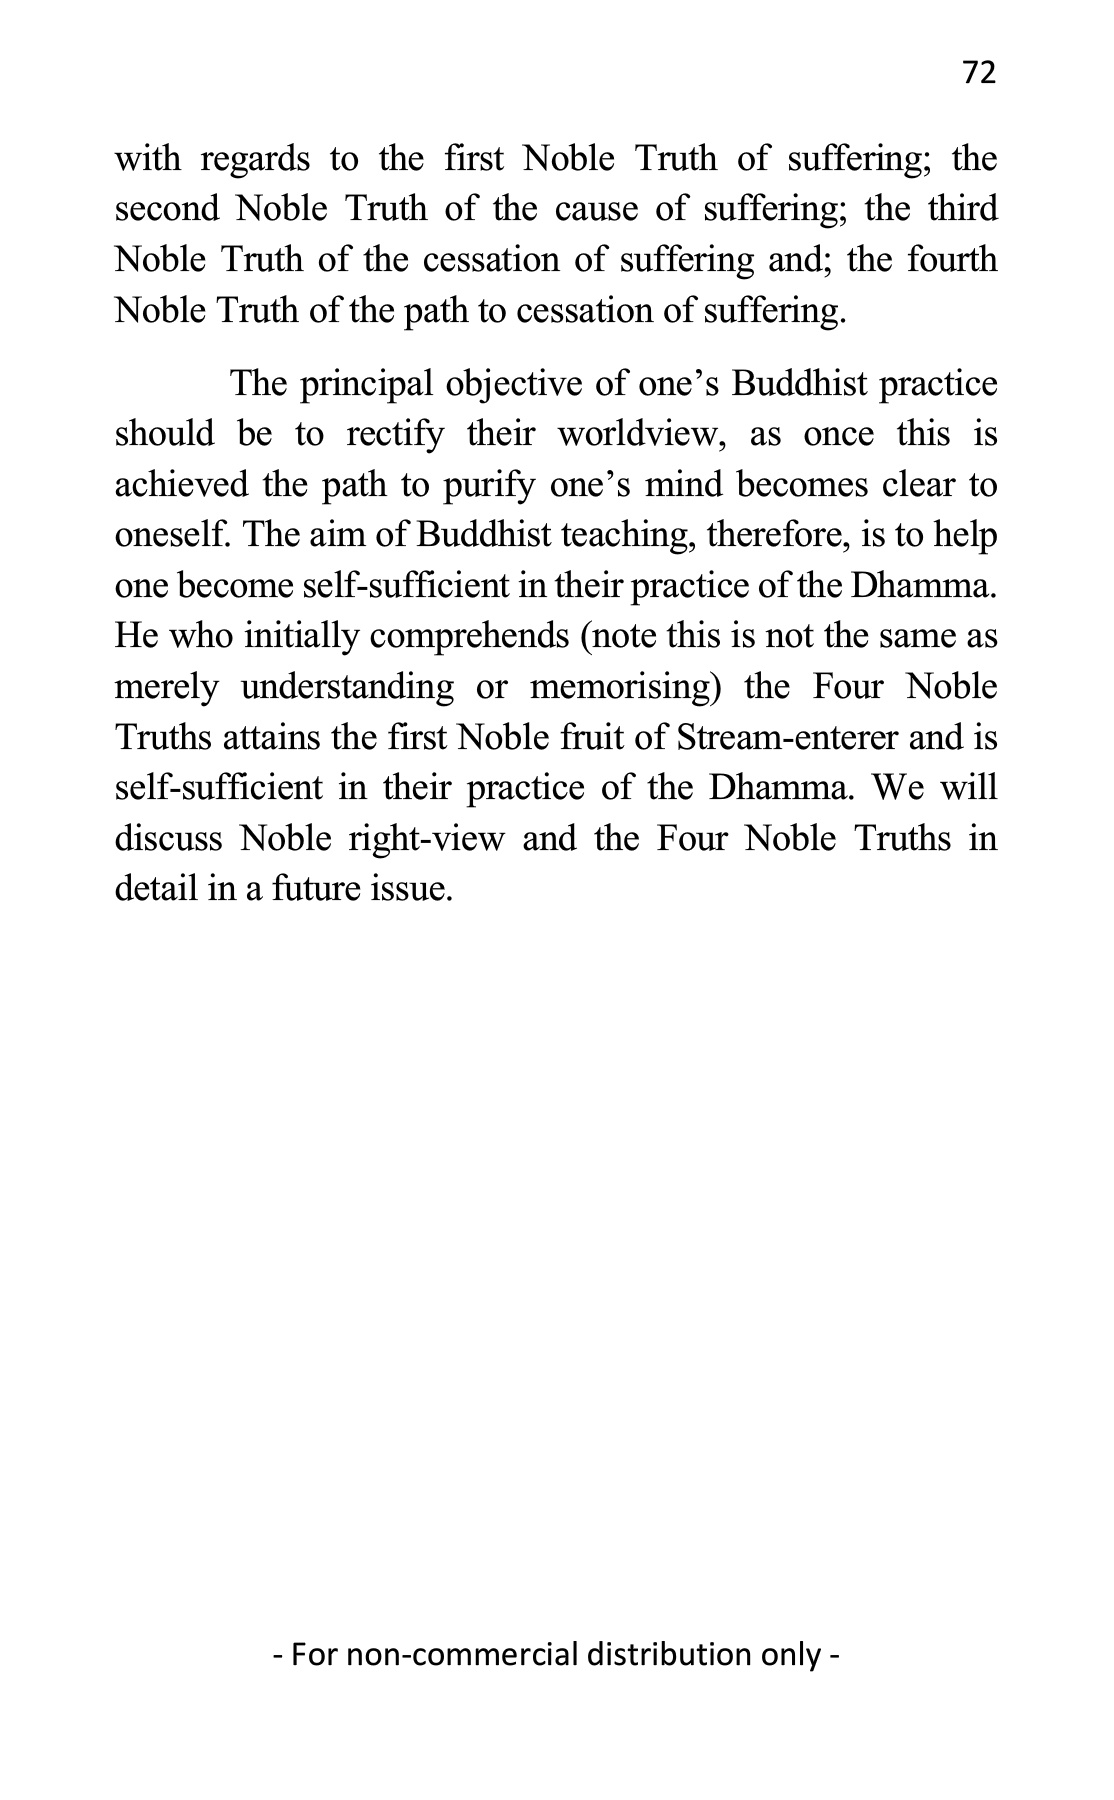 72
with regards to the first Noble Truth of suffering; the
second Noble Truth of the cause of suffering; the third
Noble Truth of the cessation of suffering and; the fourth
Noble Truth of the path to cessation of suffering.
The principal objective of one’s Buddhist practice
should be to rectify their worldview, as once this is
achieved the path to purify one’s mind becomes clear to
oneself. The aim of Buddhist teaching, therefore, is to help
one become self-sufficient in their practice of the Dhamma.
He who initially comprehends (note this is not the same as
merely understanding or memorising) the Four Noble
Truths attains the first Noble fruit of Stream-enterer and is
self-sufficient in their practice of the Dhamma. We will
discuss Noble right-view and the Four Noble Truths in
detail in a future issue.
- For non-commercial distribution only -